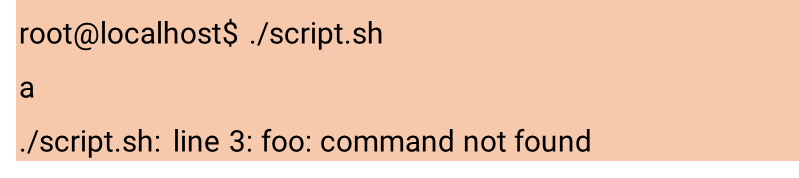 root@localhost$ ./script.sh
a
./script.sh: line 3: foo: command not found